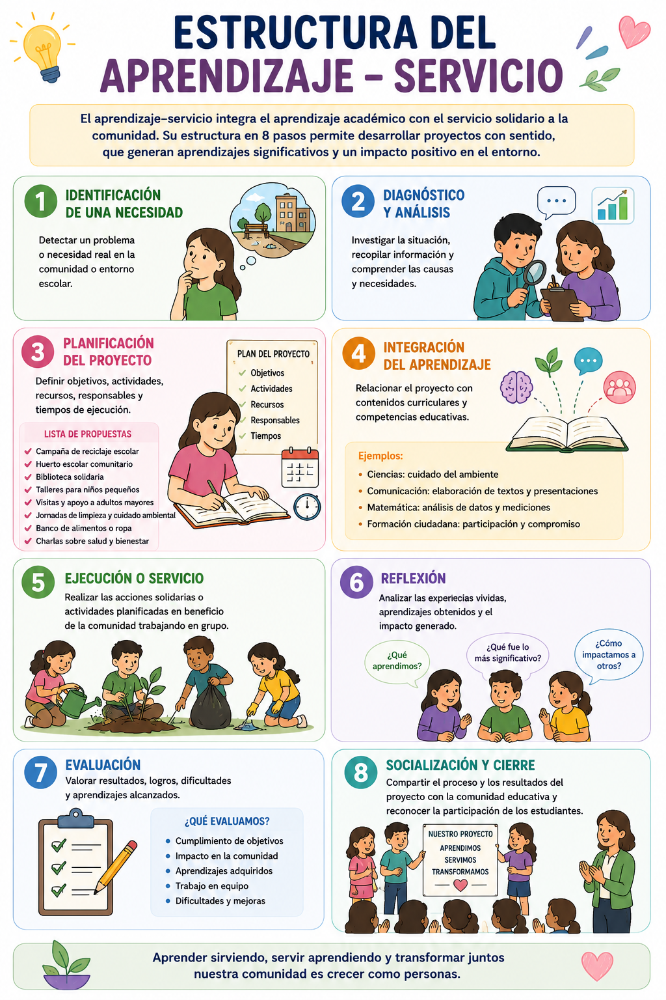 ESTRUCTURA DEL
APRENDIZAJE – SERVICIO
El aprendizaje–servicio integra el aprendizaje académico con el servicio solidario a la
comunidad. Su estructura en 8 pasos permite desarrollar proyectos con sentido,
que generan aprendizajes significativos y un impacto positivo en el entorno.
1
IDENTIFICACIÓN
DE UNA NECESIDAD
Detectar un problema
o necesidad real en la
comunidad o entorno
escolar.
2
DIAGNÓSTICO
Y ANÁLISIS
Investigar la situación,
recopilar información y
comprender las causas
y necesidades.
3
PLANIFICACIÓN
DEL PROYECTO
Definir objetivos, actividades,
recursos, responsables y
tiempos de ejecución.
LISTA DE PROPUESTAS
Campaña de reciclaje escolar
Huerto escolar comunitario
Biblioteca solidaria
Talleres para niños pequeños
Visitas y apoyo a adultos mayores
Jornadas de limpieza y cuidado ambiental
Banco de alimentos o ropa
Charlas sobre salud y bienestar
PLAN DEL PROYECTO
Objetivos
Actividades
Recursos
Responsables
Tiempos
4
INTEGRACIÓN
DEL APRENDIZAJE
Relacionar el proyecto con
contenidos curriculares y
competencias educativas.
Ejemplos:
• Ciencias: cuidado del ambiente
• Comunicación: elaboración de textos y presentaciones
• Matemática: análisis de datos y mediciones
• Formación ciudadana: participación y compromiso
5
EJECUCIÓN O SERVICIO
Realizar las acciones solidarias o
actividades planificadas en beneficio
de la comunidad trabajando en grupo.
6
REFLEXIÓN
Analizar las experiecias vividas,
aprendizajes obtenidos y el
impacto generado.
¿Qué
aprendimos?
¿Qué fue lo
más significativo?
¿Cómo
impactamos a
otros?
7
EVALUACIÓN
Valorar resultados, logros, dificultades
y aprendizajes alcanzados.
¿QUÉ EVALUAMOS?
• Cumplimiento de objetivos
• Impacto en la comunidad
• Aprendizajes adquiridos
• Trabajo en equipo
• Dificultades y mejoras
8
SOCIALIZACIÓN Y CIERRE
Compartir el proceso y los resultados del
proyecto con la comunidad educativa y
reconocer la participación de los estudiantes.
NUESTRO PROYECTO
APRENDIMOS
SERVIMOS
TRANSFORMAMOS
Aprender sirviendo, servir aprendiendo y transformar juntos
nuestra comunidad es crecer como personas.